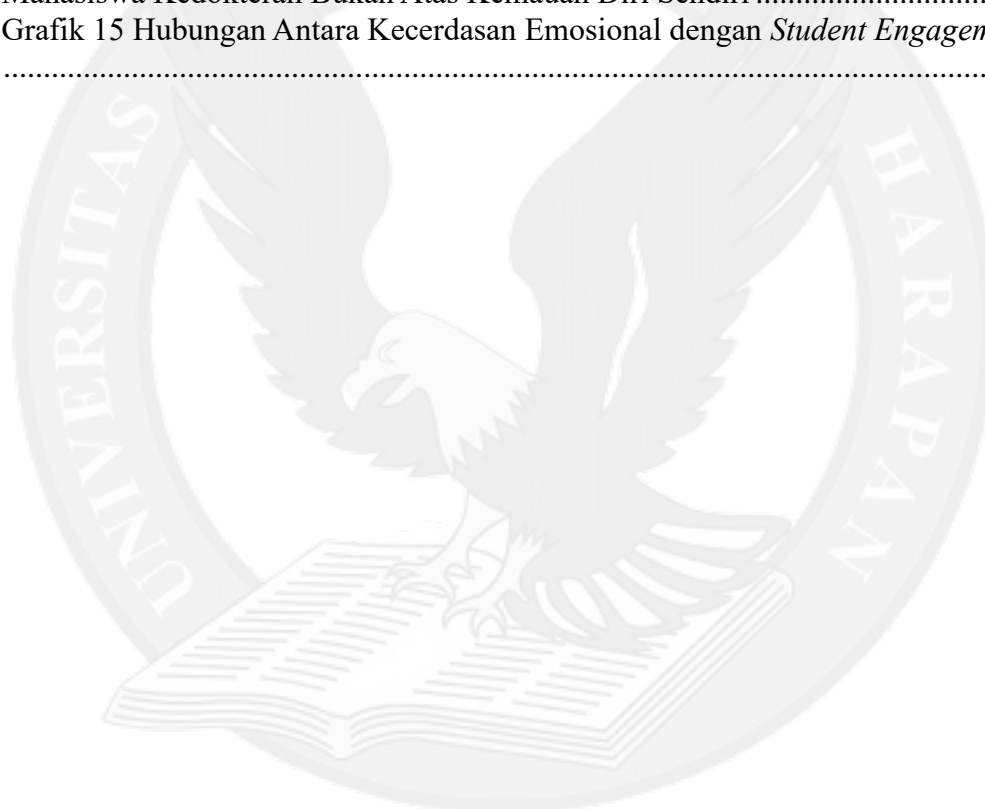 Mahasiswa Kedokteran Bukan Atas Kemauan Diri Sendiri ................................
Grafik 15 Hubungan Antara Kecerdasan Emosional dengan Student Engagem
................................................................................................................................
UNIVERSITAS
HARAPAN